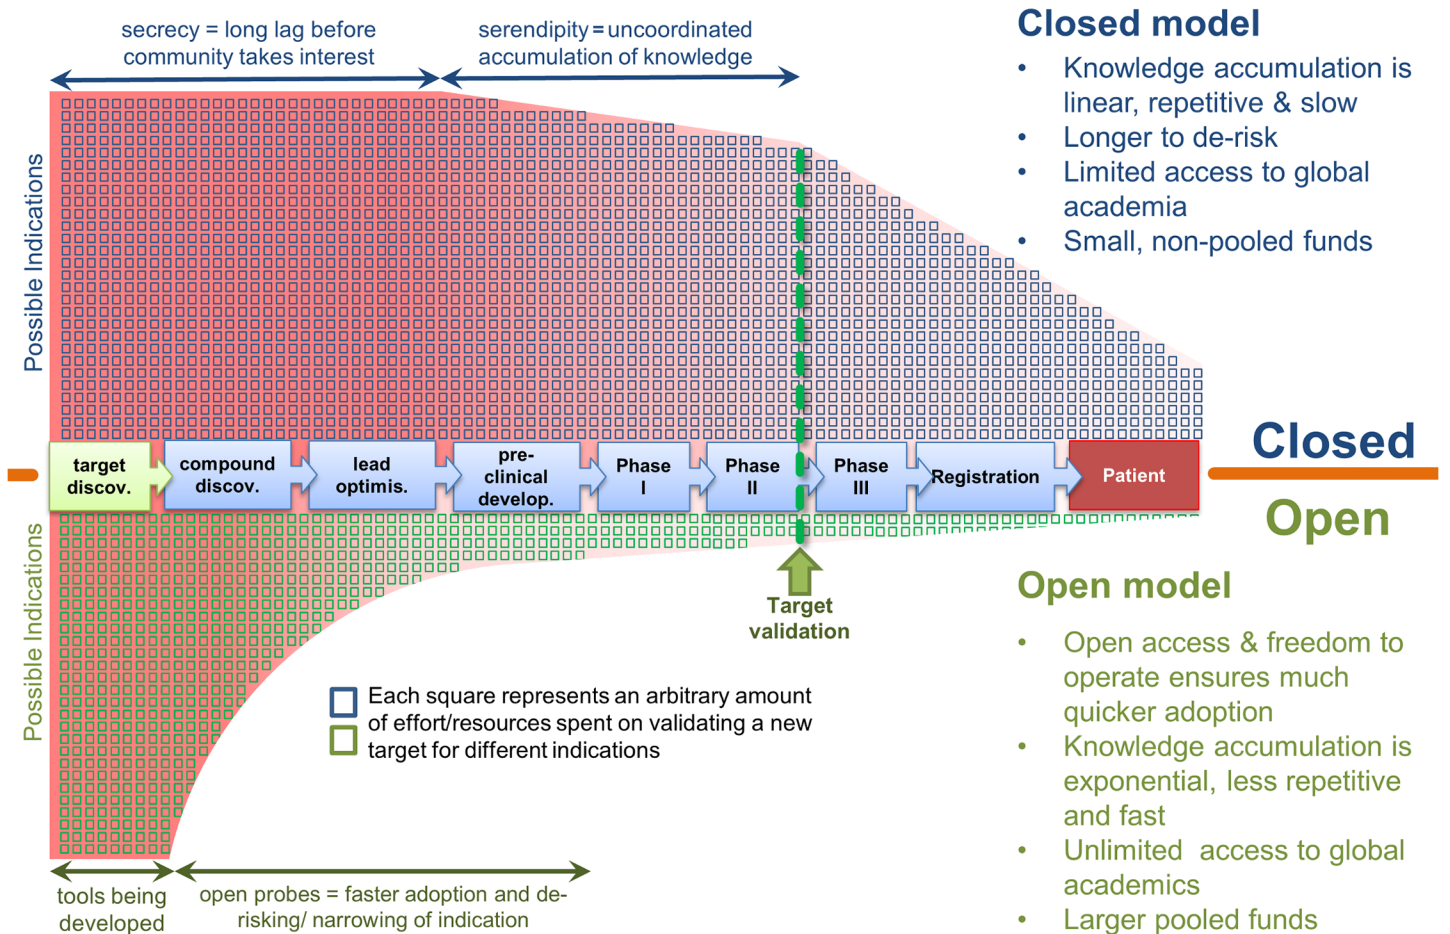 secrecy = long lag before
community takes interest
serendipity = uncoordinated
accumulation of knowledge
Closed model
• Knowledge accumulation is
linear, repetitive & slow
• Longer to de-risk
• Limited access to global
academia
• Small, non-pooled funds
Possible Indications
target
discov.
compound
discov.
lead
optimis.
pre-
clinical
develop.
Phase
I
Phase
II
Phase
III
Registration
Patient
Closed
Open
Possible Indications
Target
validation
Each square represents an arbitrary amount
of effort/resources spent on validating a new
target for different indications
Open model
• Open access & freedom to
operate ensures much
quicker adoption
• Knowledge accumulation is
exponential, less repetitive
and fast
• Unlimited access to global
academics
• Larger pooled funds
tools being
developed
open probes = faster adoption and de-
risking/ narrowing of indication